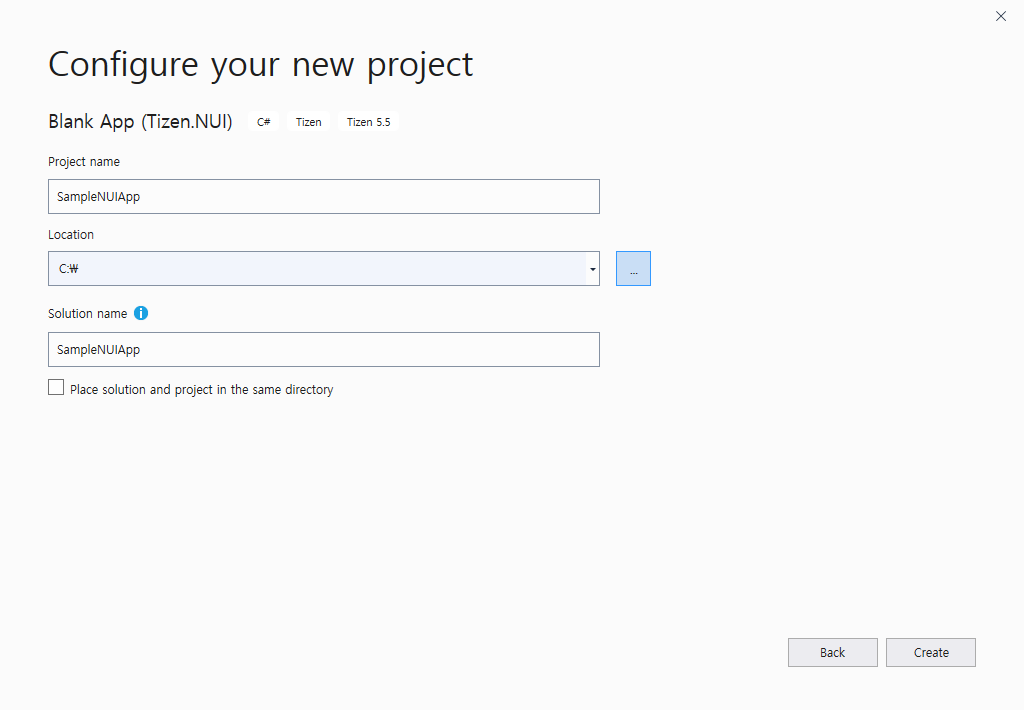 Configure your new project
Blank App (Tizen.NUI) C# Tizen Tizen 5.5
Project name
SampleNUIApp
Location
C:₩
...
Solution name
SampleNUIApp
Place solution and project in the same directory
Back Create